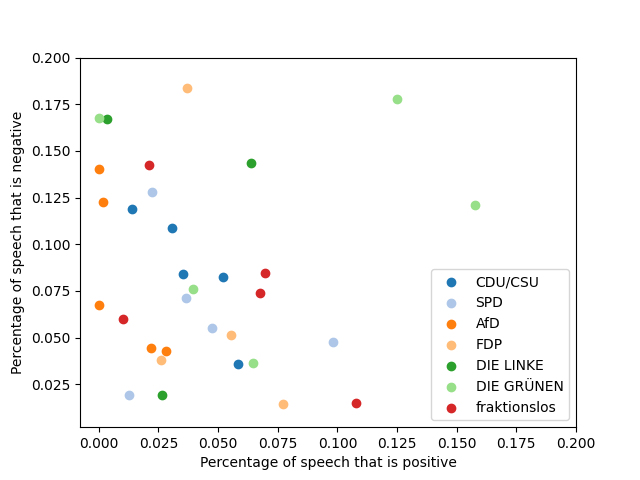 Percentage of speech that is negative
0.200
0.175
0.150
0.125
0.100
0.075
0.050
0.025
CDU/CSU
SPD
AfD
FDP
DIE LINKE
DIE GRÜNEN
fraktionslos
0.000 0.025 0.050 0.075 0.100 0.125 0.150 0.175 0.200
Percentage of speech that is positive